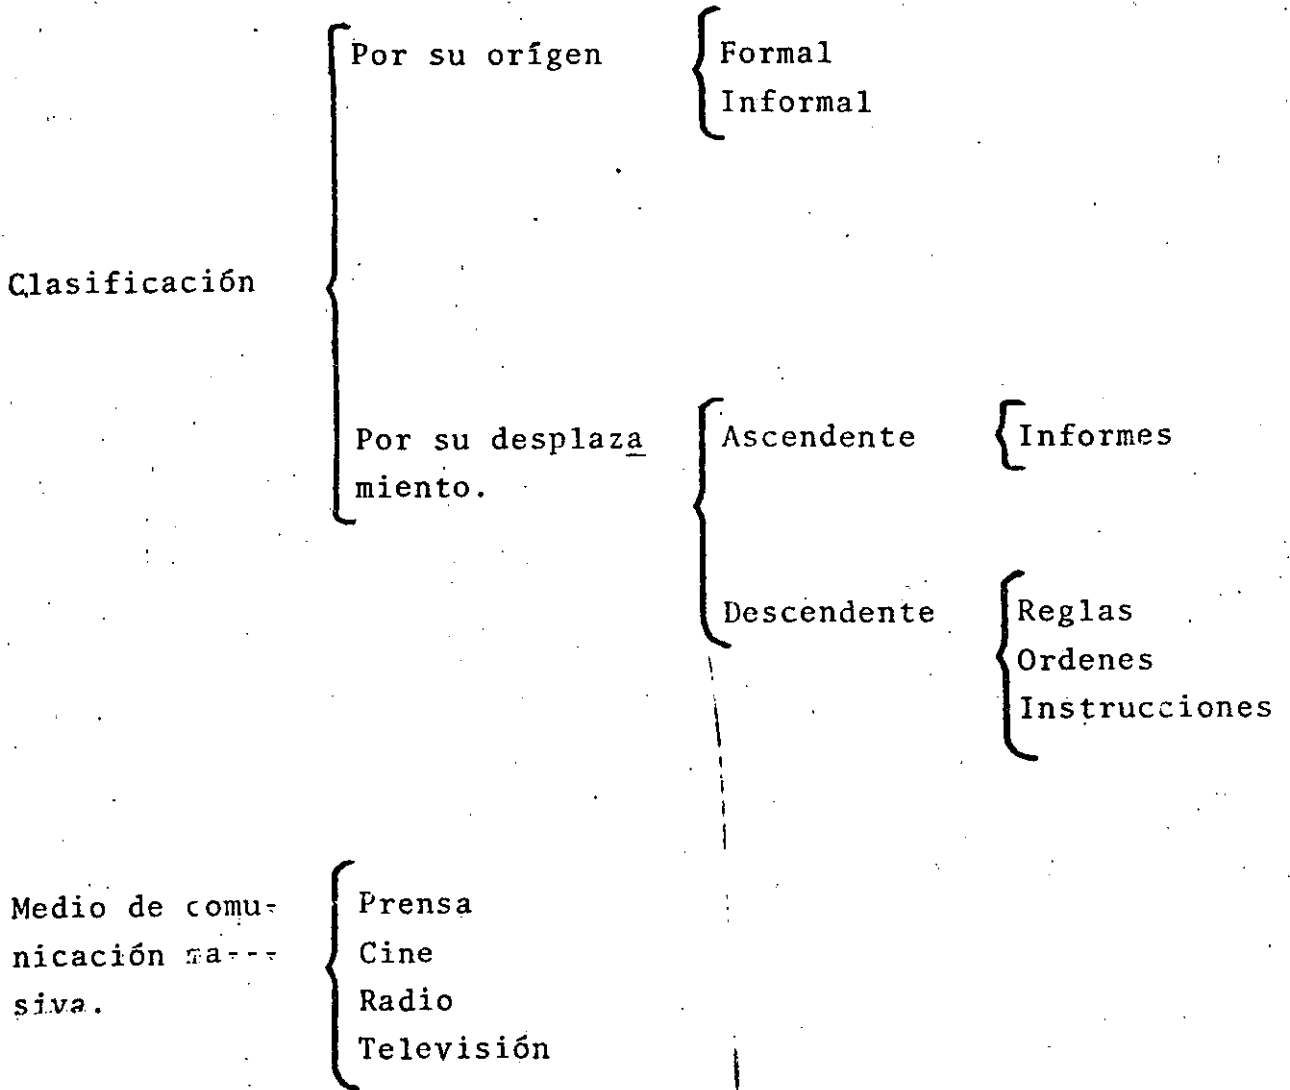 Por su orígen
Formal
Informal
Clasificación
Por su desplaza
miento.
Ascendente
Informes
Descendente
Reglas
Ordenes
Instrucciones
Medio de comu-
nicación ma---
siva.
Prensa
Cine
Radio
Televisión